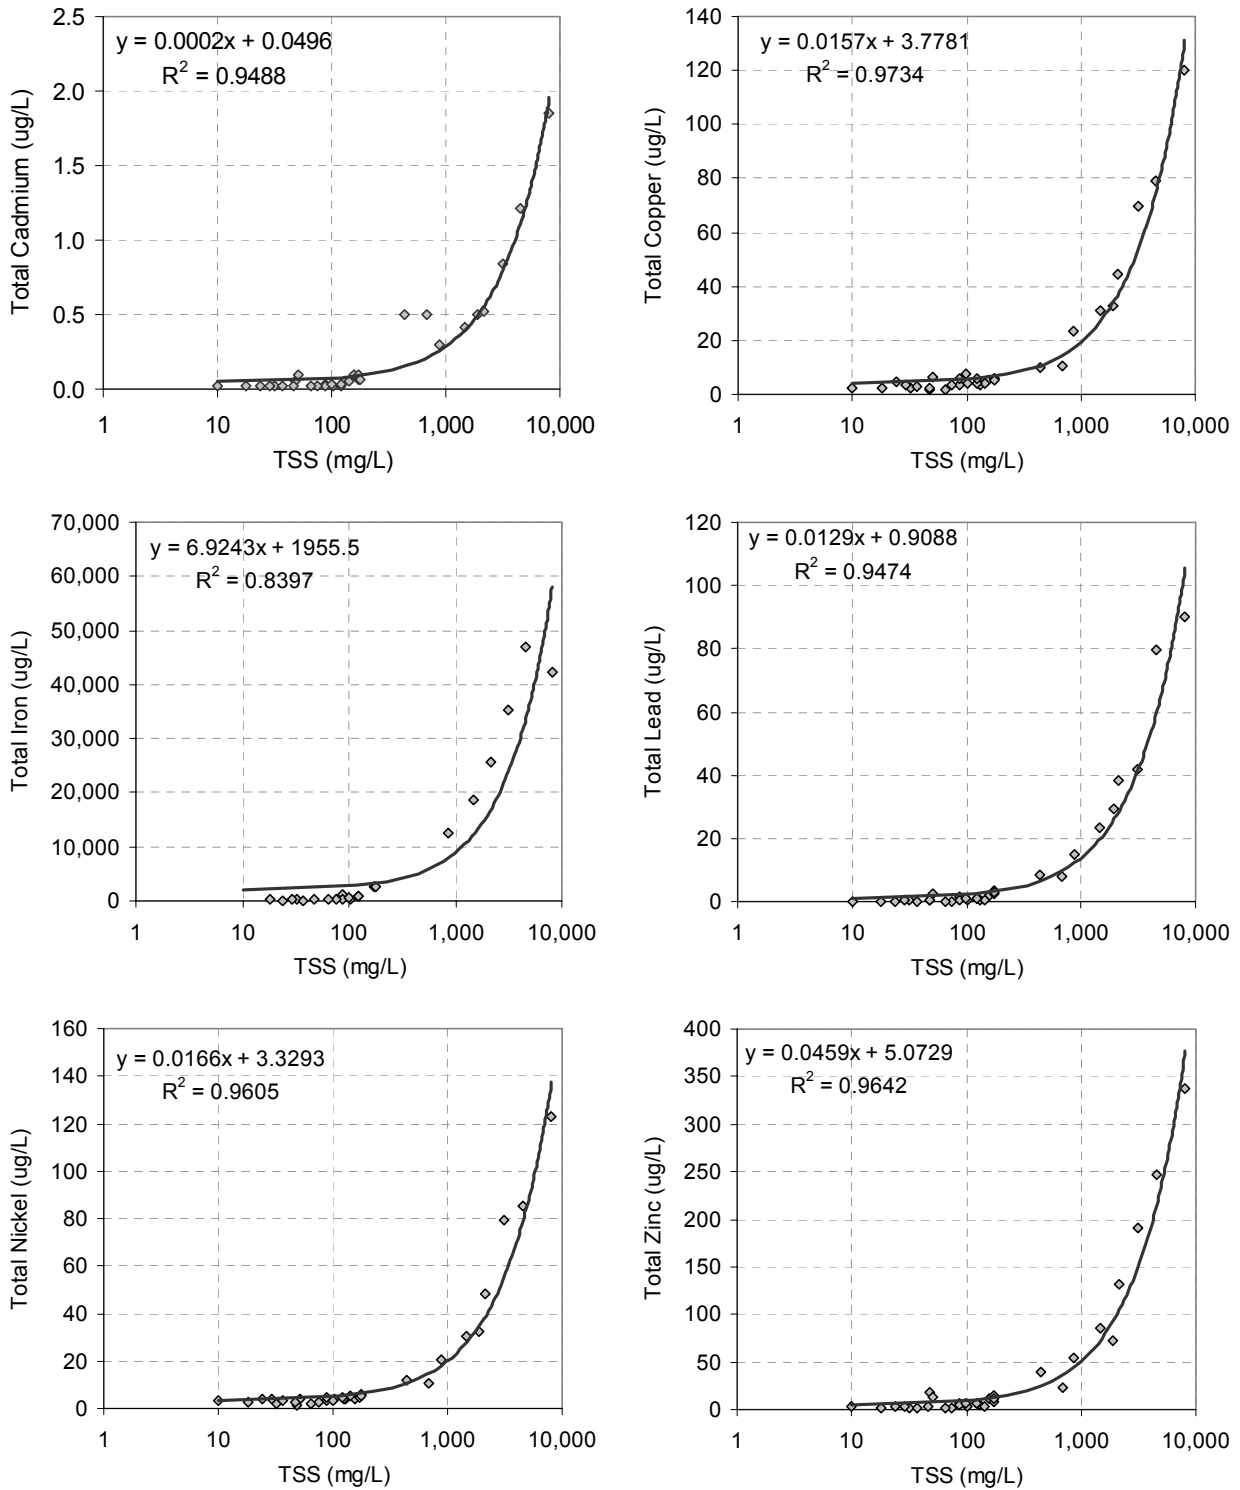 y = 0.0002x + 0.0496
R² = 0.9488
2.5
2.0
1.5
1.0
0.5
0.0
Total Cadmium (ug/L)
1 10 100 1,000 10,000
TSS (mg/L)
y = 0.0157x + 3.7781
R² = 0.9734
140
120
100
80
60
40
20
0
Total Copper (ug/L)
1 10 100 1,000 10,000
TSS (mg/L)
y = 6.9243x + 1955.5
R² = 0.8397
70,000
60,000
50,000
40,000
30,000
20,000
10,000
0
Total Iron (ug/L)
1 10 100 1,000 10,000
TSS (mg/L)
y = 0.0129x + 0.9088
R² = 0.9474
120
100
80
60
40
20
0
Total Lead (ug/L)
1 10 100 1,000 10,000
TSS (mg/L)
y = 0.0166x + 3.3293
R² = 0.9605
160
140
120
100
80
60
40
20
0
Total Nickel (ug/L)
1 10 100 1,000 10,000
TSS (mg/L)
y = 0.0459x + 5.0729
R² = 0.9642
400
350
300
250
200
150
100
50
0
Total Zinc (ug/L)
1 10 100 1,000 10,000
TSS (mg/L)